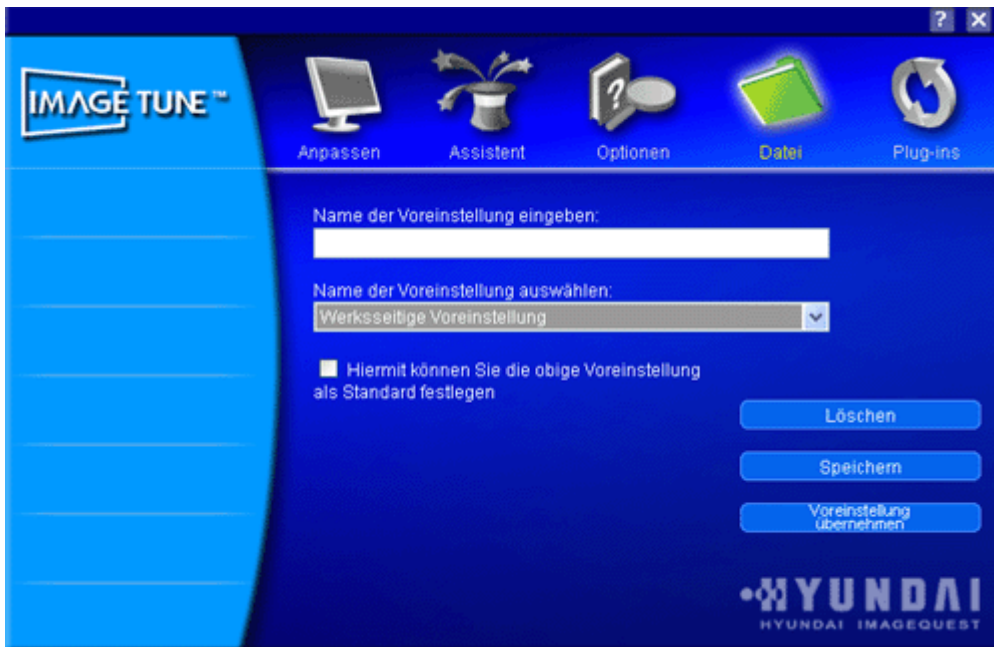 IMAGE TUNE™
Anpassen
Assistent
Optionen
Datei
Plug-ins
Name der Voreinstellung eingeben:
Name der Voreinstellung auswählen:
Werksseitige Voreinstellung
Hiermit können Sie die obige Voreinstellung
als Standard festlegen
Löschen
Speichern
Voreinstellung
übernehmen
HYUNDAI
HYUNDAI IMAGEQUEST